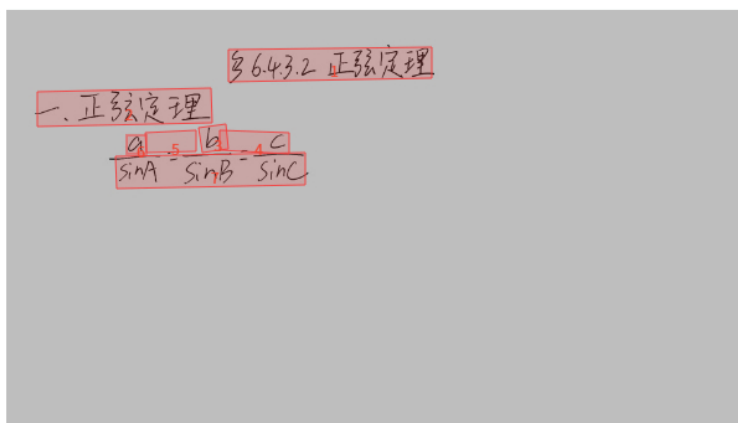 §6.4.3.2 正弦定理
一、正弦定理
a/sinA = b/sinB = c/sinC